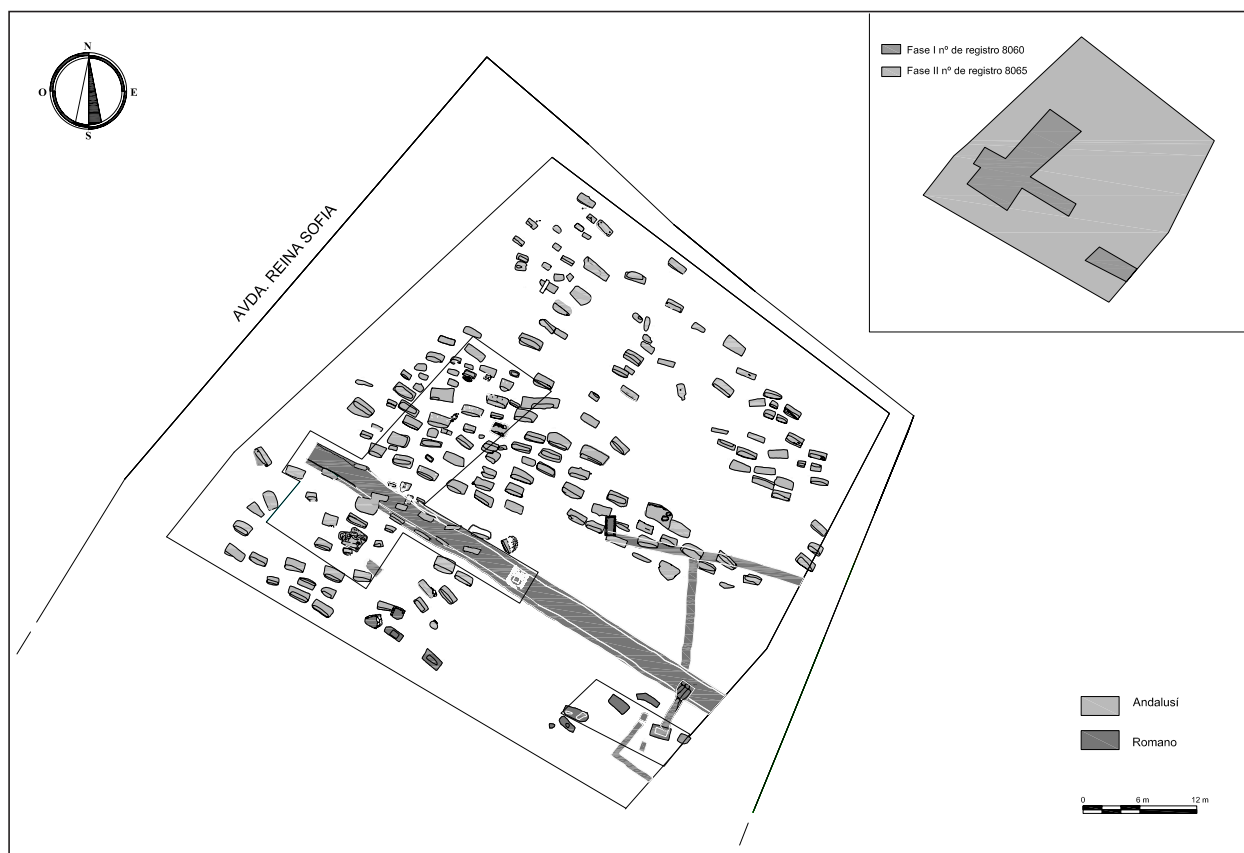 N
O
E
S
AVDA. REINA SOFIA
Fase I nº de registro 8060
Fase II nº de registro 8065
Andalusí
Romano
0 6 m 12 m